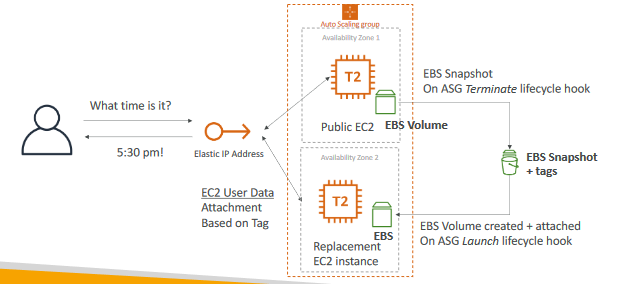 Auto Scaling group
Availability Zone 1
T2
Public EC2
EBS Volume
EBS Snapshot
On ASG Terminate lifecycle hook
What time is it?
5:30 pm!
Elastic IP Address
EBS Snapshot
+ tags
Availability Zone 2
T2
EBS
Replacement
EC2 instance
EC2 User Data
Attachment
Based on Tag
EBS Volume created + attached
On ASG Launch lifecycle hook